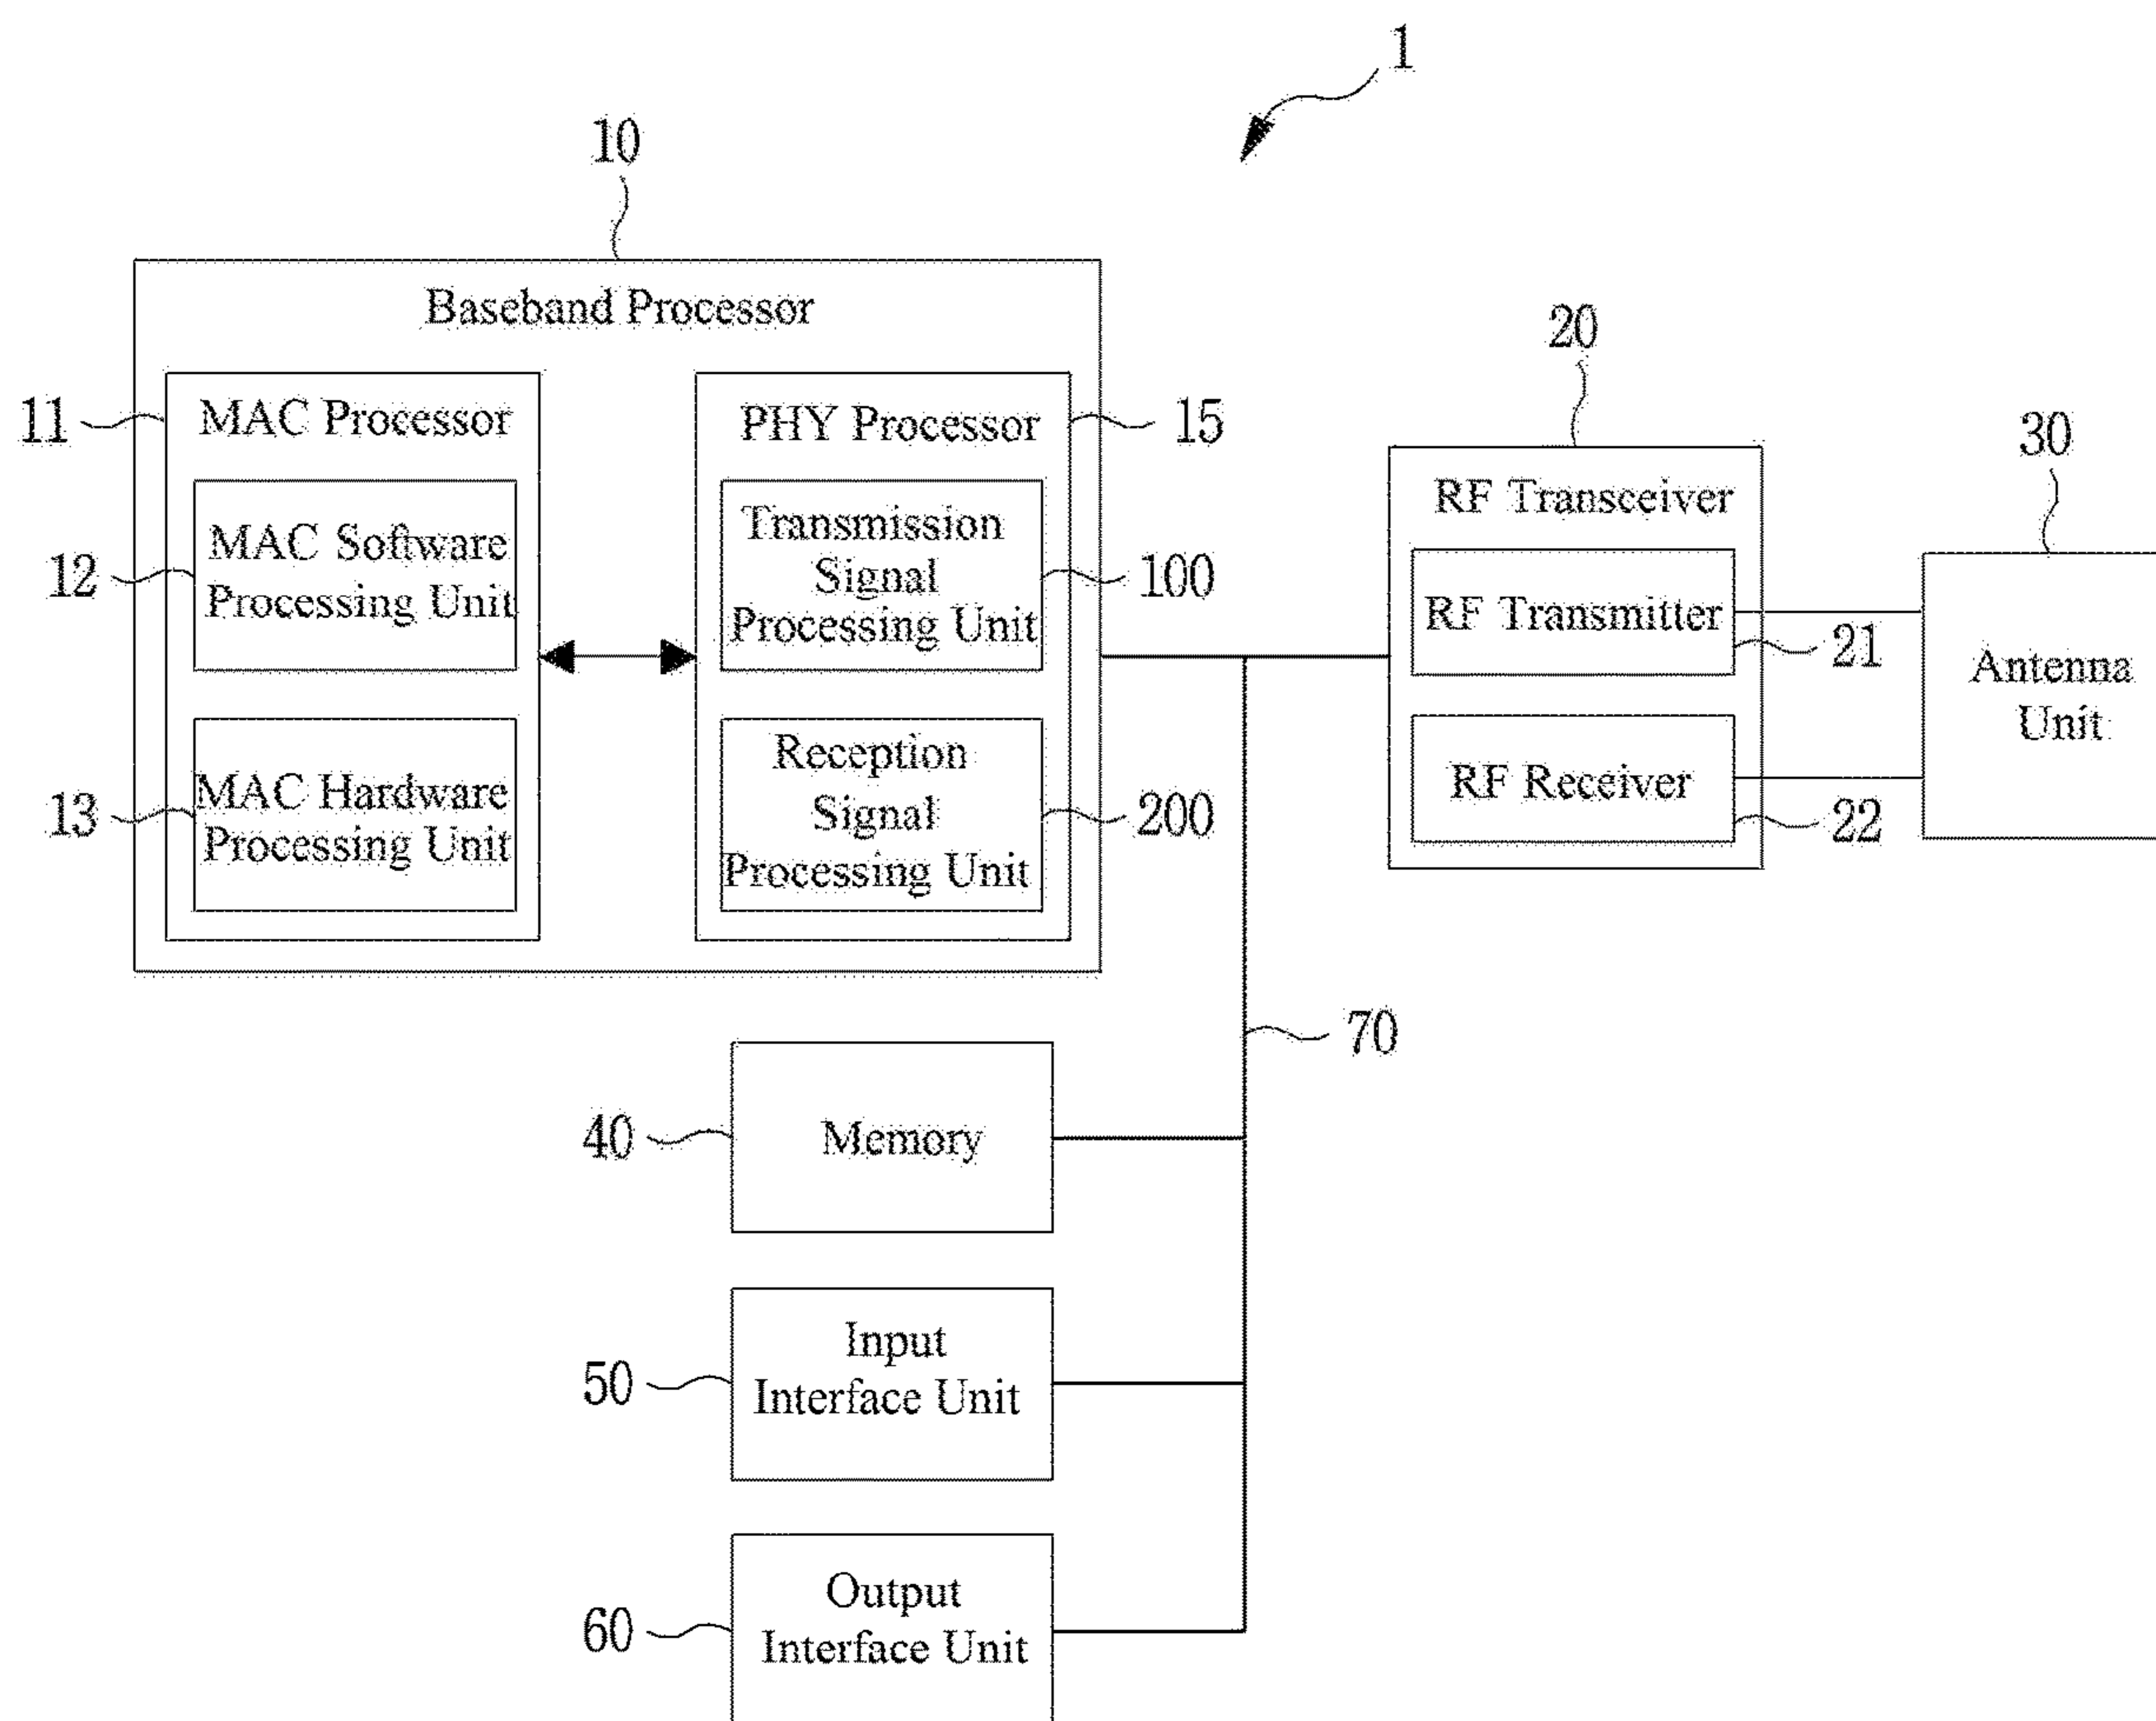 1
10
Baseband Processor
20
11
MAC Processor
PHY Processor
15
30
RF Transceiver
12
MAC Software
Processing Unit
Transmission
Signal
Processing Unit
100
RF Transmitter
21
Antenna
Unit
13
MAC Hardware
Processing Unit
Reception
Signal
Processing Unit
200
RF Receiver
22
70
40
Memory
50
Input
Interface Unit
60
Output
Interface Unit